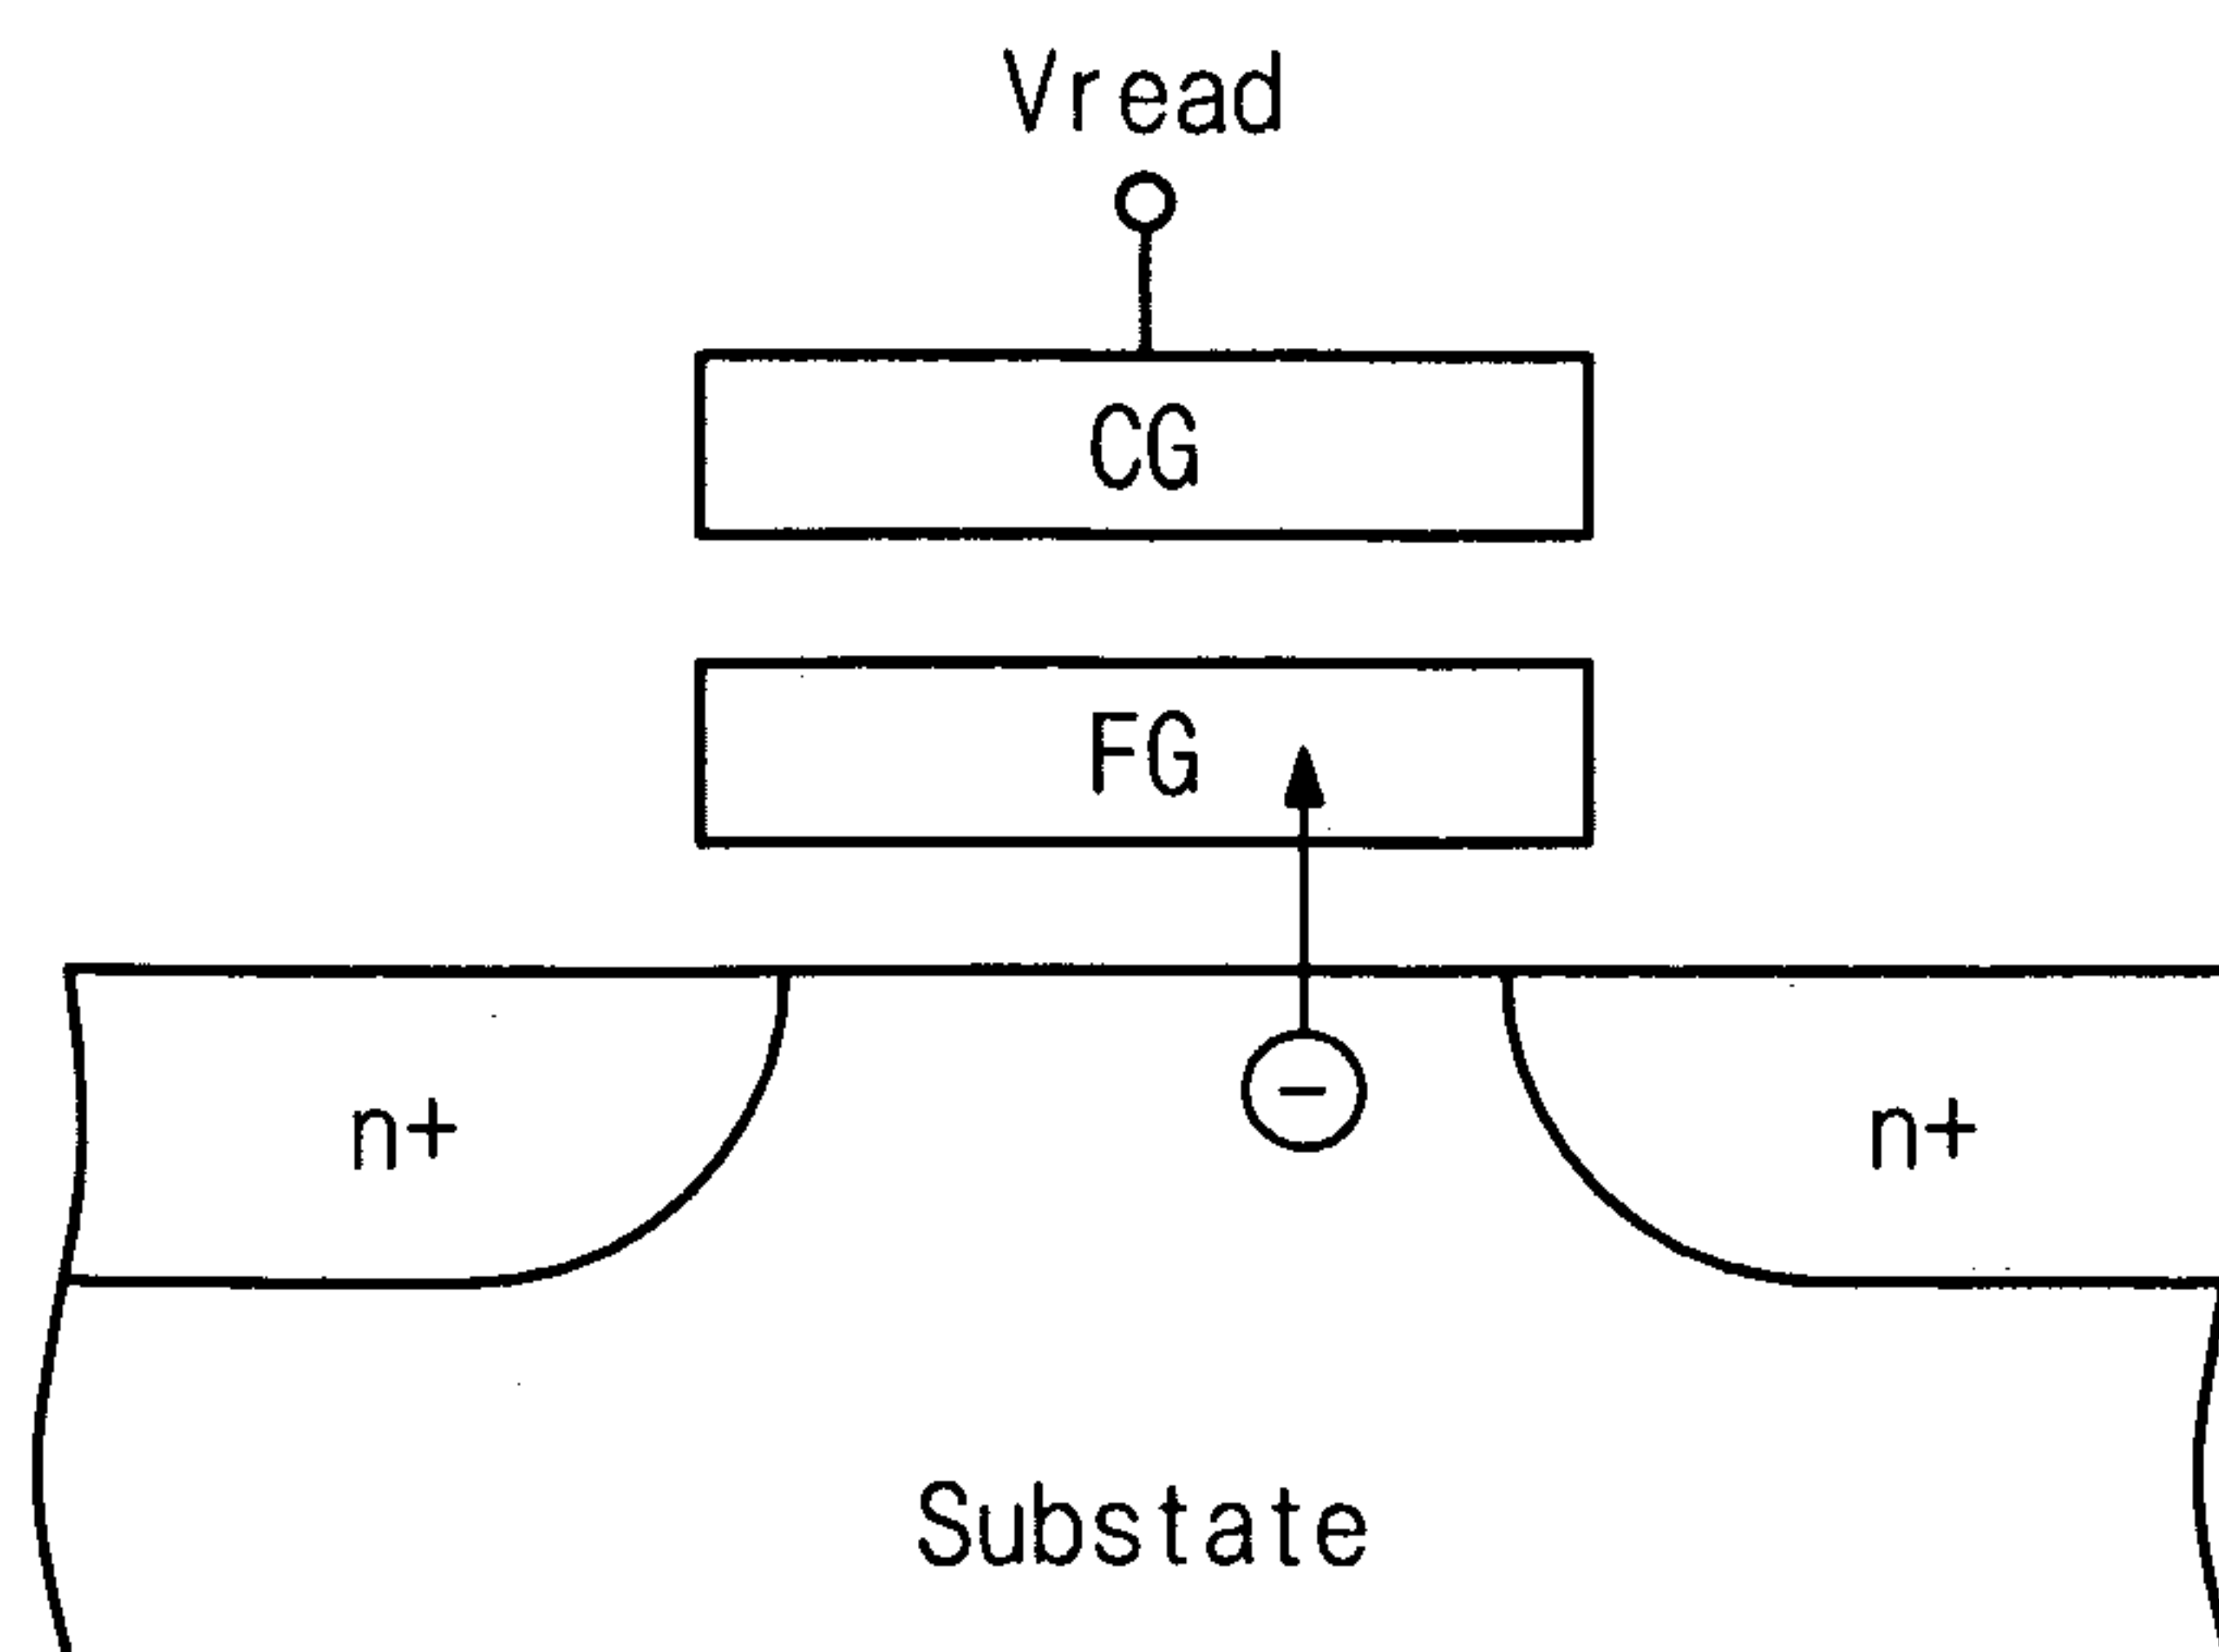 Vread
CG
FG
−
n+ n+
Substate